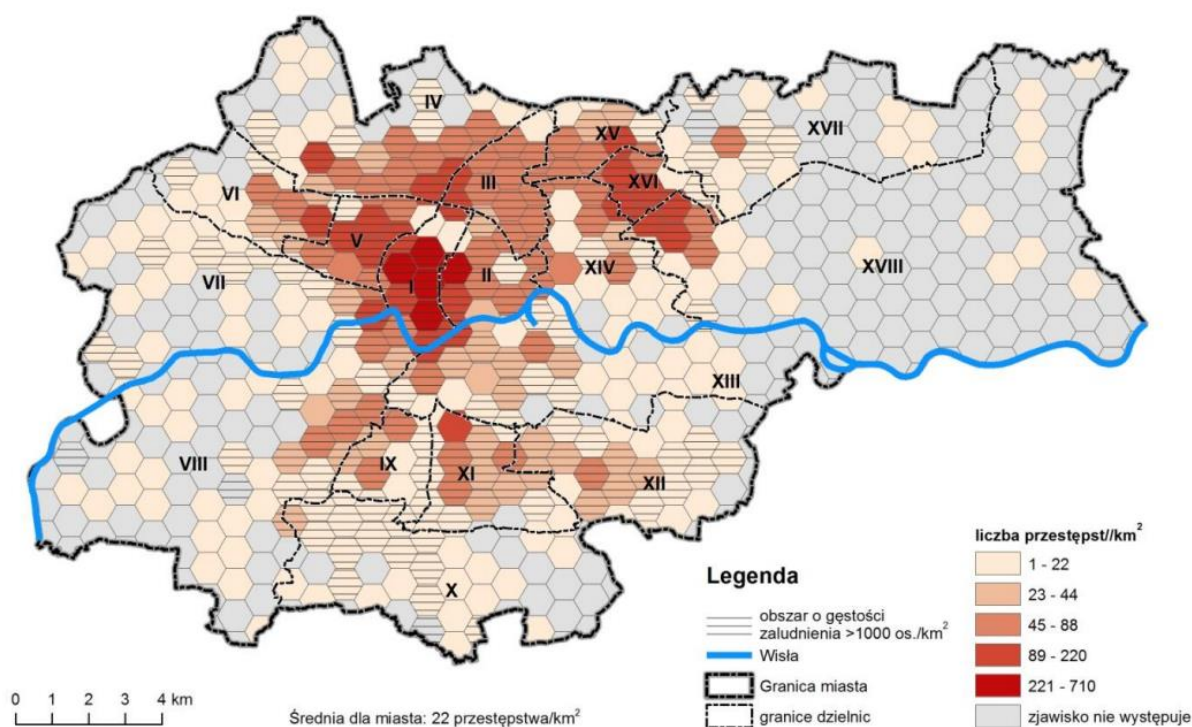 IV
XVII
XV
III
XVI
VI
V
VII
I
II
XIV
XVIII
XIII
VIII
IX
XI
XII
X
liczba przestępst//km²
1 - 22
23 - 44
45 - 88
89 - 220
221 - 710
zjawisko nie występuje
Legenda
obszar o gęstości
zaludnienia >1000 os./km²
Wisła
Granica miasta
granice dzielnic
0 1 2 4 km
Średnia dla miasta: 22 przestępstwa/km²